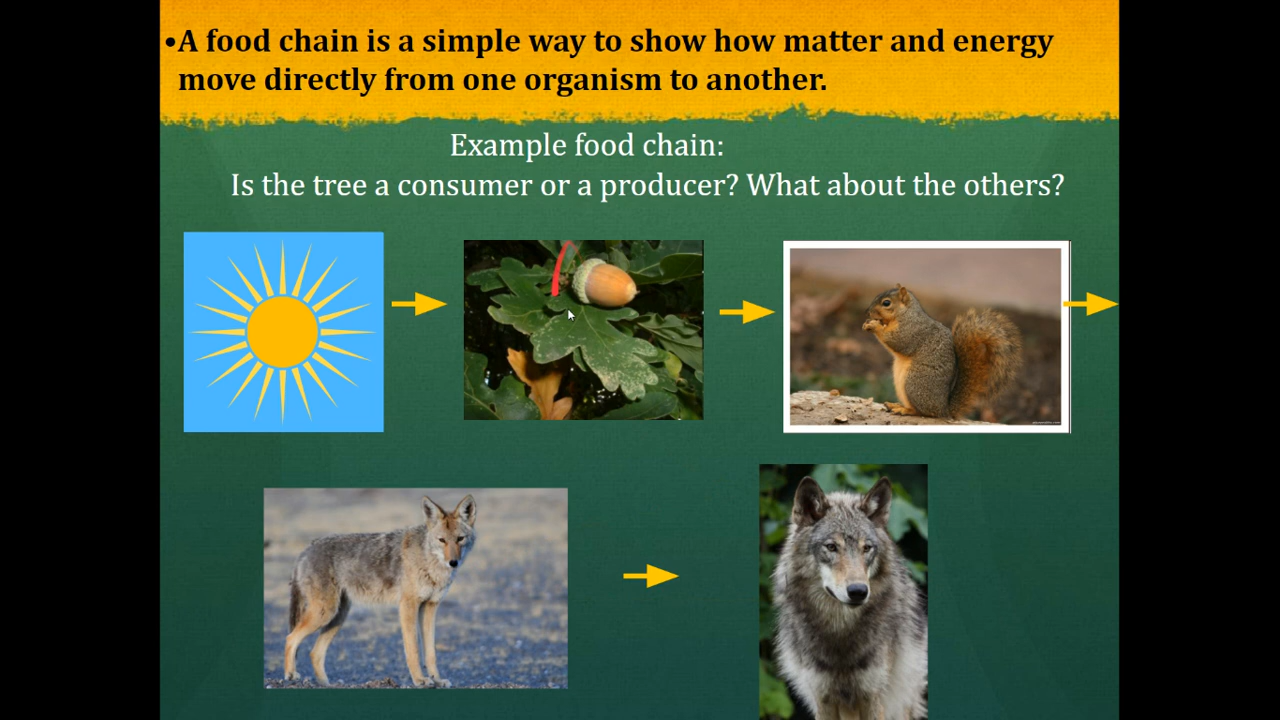 •A food chain is a simple way to show how matter and energy
move directly from one organism to another.
Example food chain:
Is the tree a consumer or a producer? What about the others?